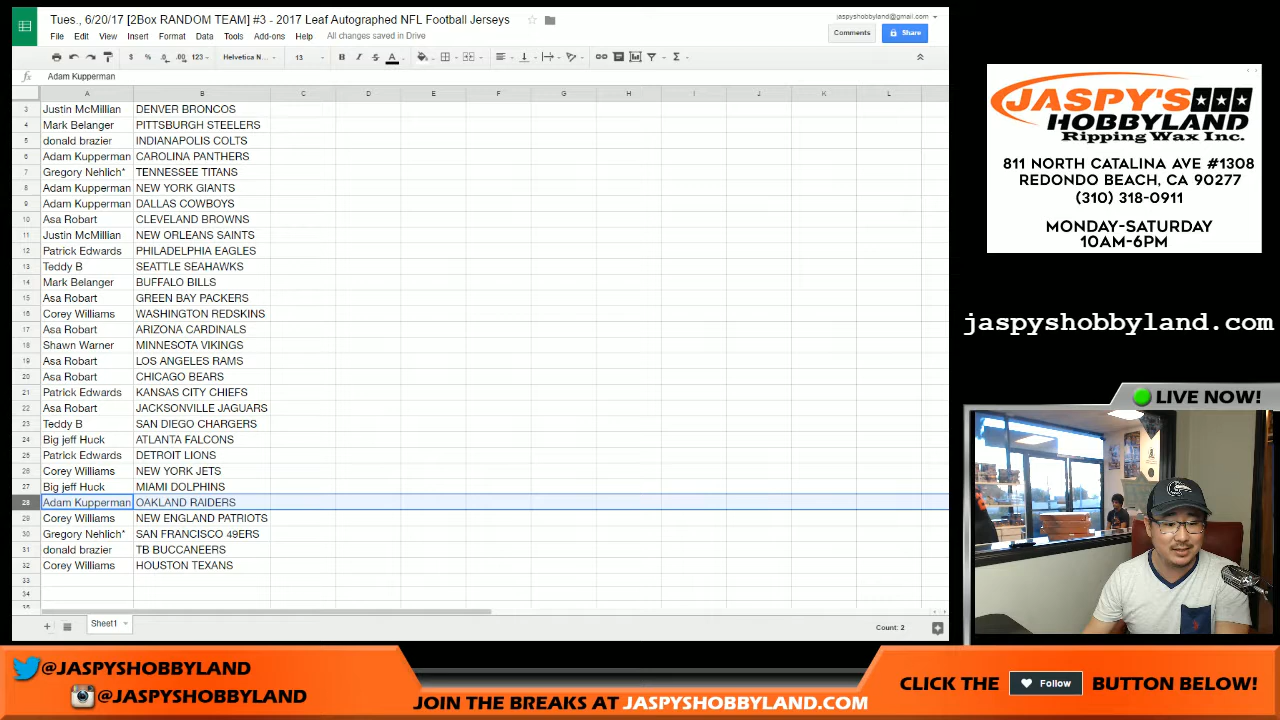 Tues., 6/20/17 [2Box RANDOM TEAM] #3 - 2017 Leaf Autographed NFL Football Jerseys
jaspyshobbyland@gmail.com
File Edit View Insert Format Data Tools Add-ons Help All changes saved in Drive
Comments Share
$ % .0 .00 123 Helvetica N... 13 B I S A
fx Adam Kupperman
A B C D E F G H I J K L
3 Justin McMillian DENVER BRONCOS
4 Mark Belanger PITTSBURGH STEELERS
5 donald brazier INDIANAPOLIS COLTS
6 Adam Kupperman CAROLINA PANTHERS
7 Gregory Nehlich* TENNESSEE TITANS
8 Adam Kupperman NEW YORK GIANTS
9 Adam Kupperman DALLAS COWBOYS
10 Asa Robart CLEVELAND BROWNS
11 Justin McMillian NEW ORLEANS SAINTS
12 Patrick Edwards PHILADELPHIA EAGLES
13 Teddy B SEATTLE SEAHAWKS
14 Mark Belanger BUFFALO BILLS
15 Asa Robart GREEN BAY PACKERS
16 Corey Williams WASHINGTON REDSKINS
17 Asa Robart ARIZONA CARDINALS
18 Shawn Warner MINNESOTA VIKINGS
19 Asa Robart LOS ANGELES RAMS
20 Asa Robart CHICAGO BEARS
21 Patrick Edwards KANSAS CITY CHIEFS
22 Asa Robart JACKSONVILLE JAGUARS
23 Teddy B SAN DIEGO CHARGERS
24 Big jeff Huck ATLANTA FALCONS
25 Patrick Edwards DETROIT LIONS
26 Corey Williams NEW YORK JETS
27 Big jeff Huck MIAMI DOLPHINS
28 Adam Kupperman OAKLAND RAIDERS
29 Corey Williams NEW ENGLAND PATRIOTS
30 Gregory Nehlich* SAN FRANCISCO 49ERS
31 donald brazier TB BUCCANEERS
32 Corey Williams HOUSTON TEXANS
33
34
Sheet1
Count: 2
JASPY'S
HOBBYLAND
Ripping Wax Inc.
811 NORTH CATALINA AVE #1308
REDONDO BEACH, CA 90277
(310) 318-0911
MONDAY-SATURDAY
10AM-6PM
jaspyshobbyland.com
LIVE NOW!
@JASPYSHOBBYLAND
@JASPYSHOBBYLAND
JOIN THE BREAKS AT JASPYSHOBBYLAND.COM
CLICK THE Follow BUTTON BELOW!